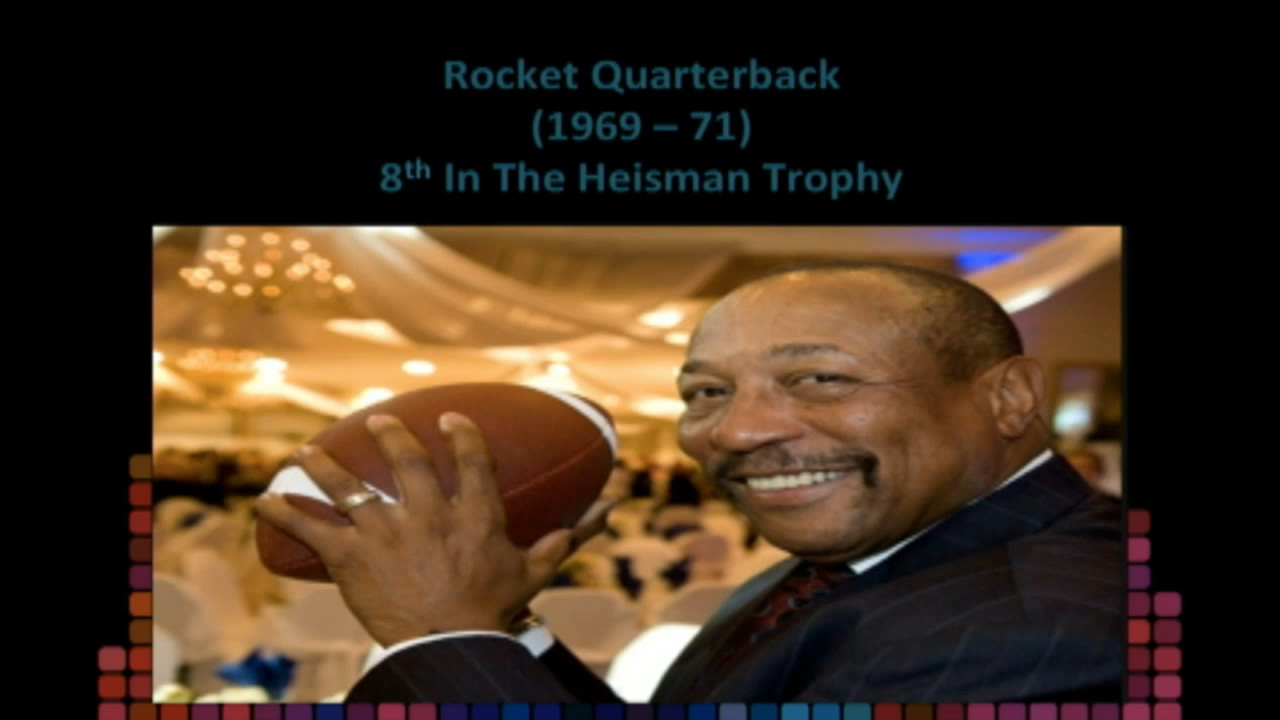 Rocket Quarterback
(1969 – 71)
8th In The Heisman Trophy